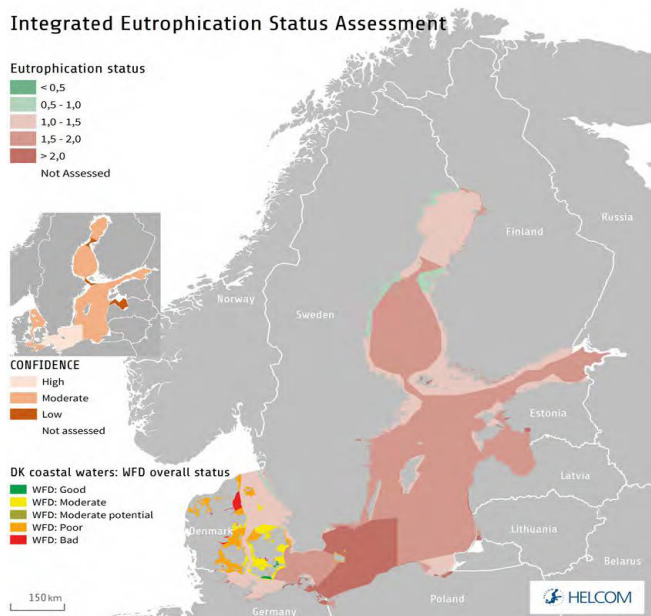 Integrated Eutrophication Status Assessment
Eutrophication status
< 0,5
0,5 - 1,0
1,0 - 1,5
1,5 - 2,0
> 2,0
Not Assessed
Finland
Russia
Norway
Sweden
CONFIDENCE
High
Moderate
Low
Not assessed
Estonia
Latvia
DK coastal waters: WFD overall status
WFD: Good
WFD: Moderate
WFD: Moderate potential
WFD: Poor
WFD: Bad
Denmark
Lithuania
Belarus
150 km
Germany
Poland
HELCOM